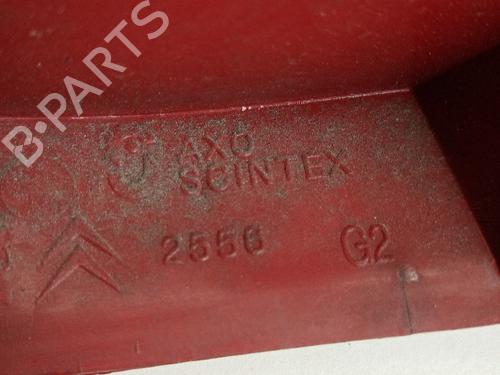 B-PARTS
AXO
SCINTEX
2556 G2